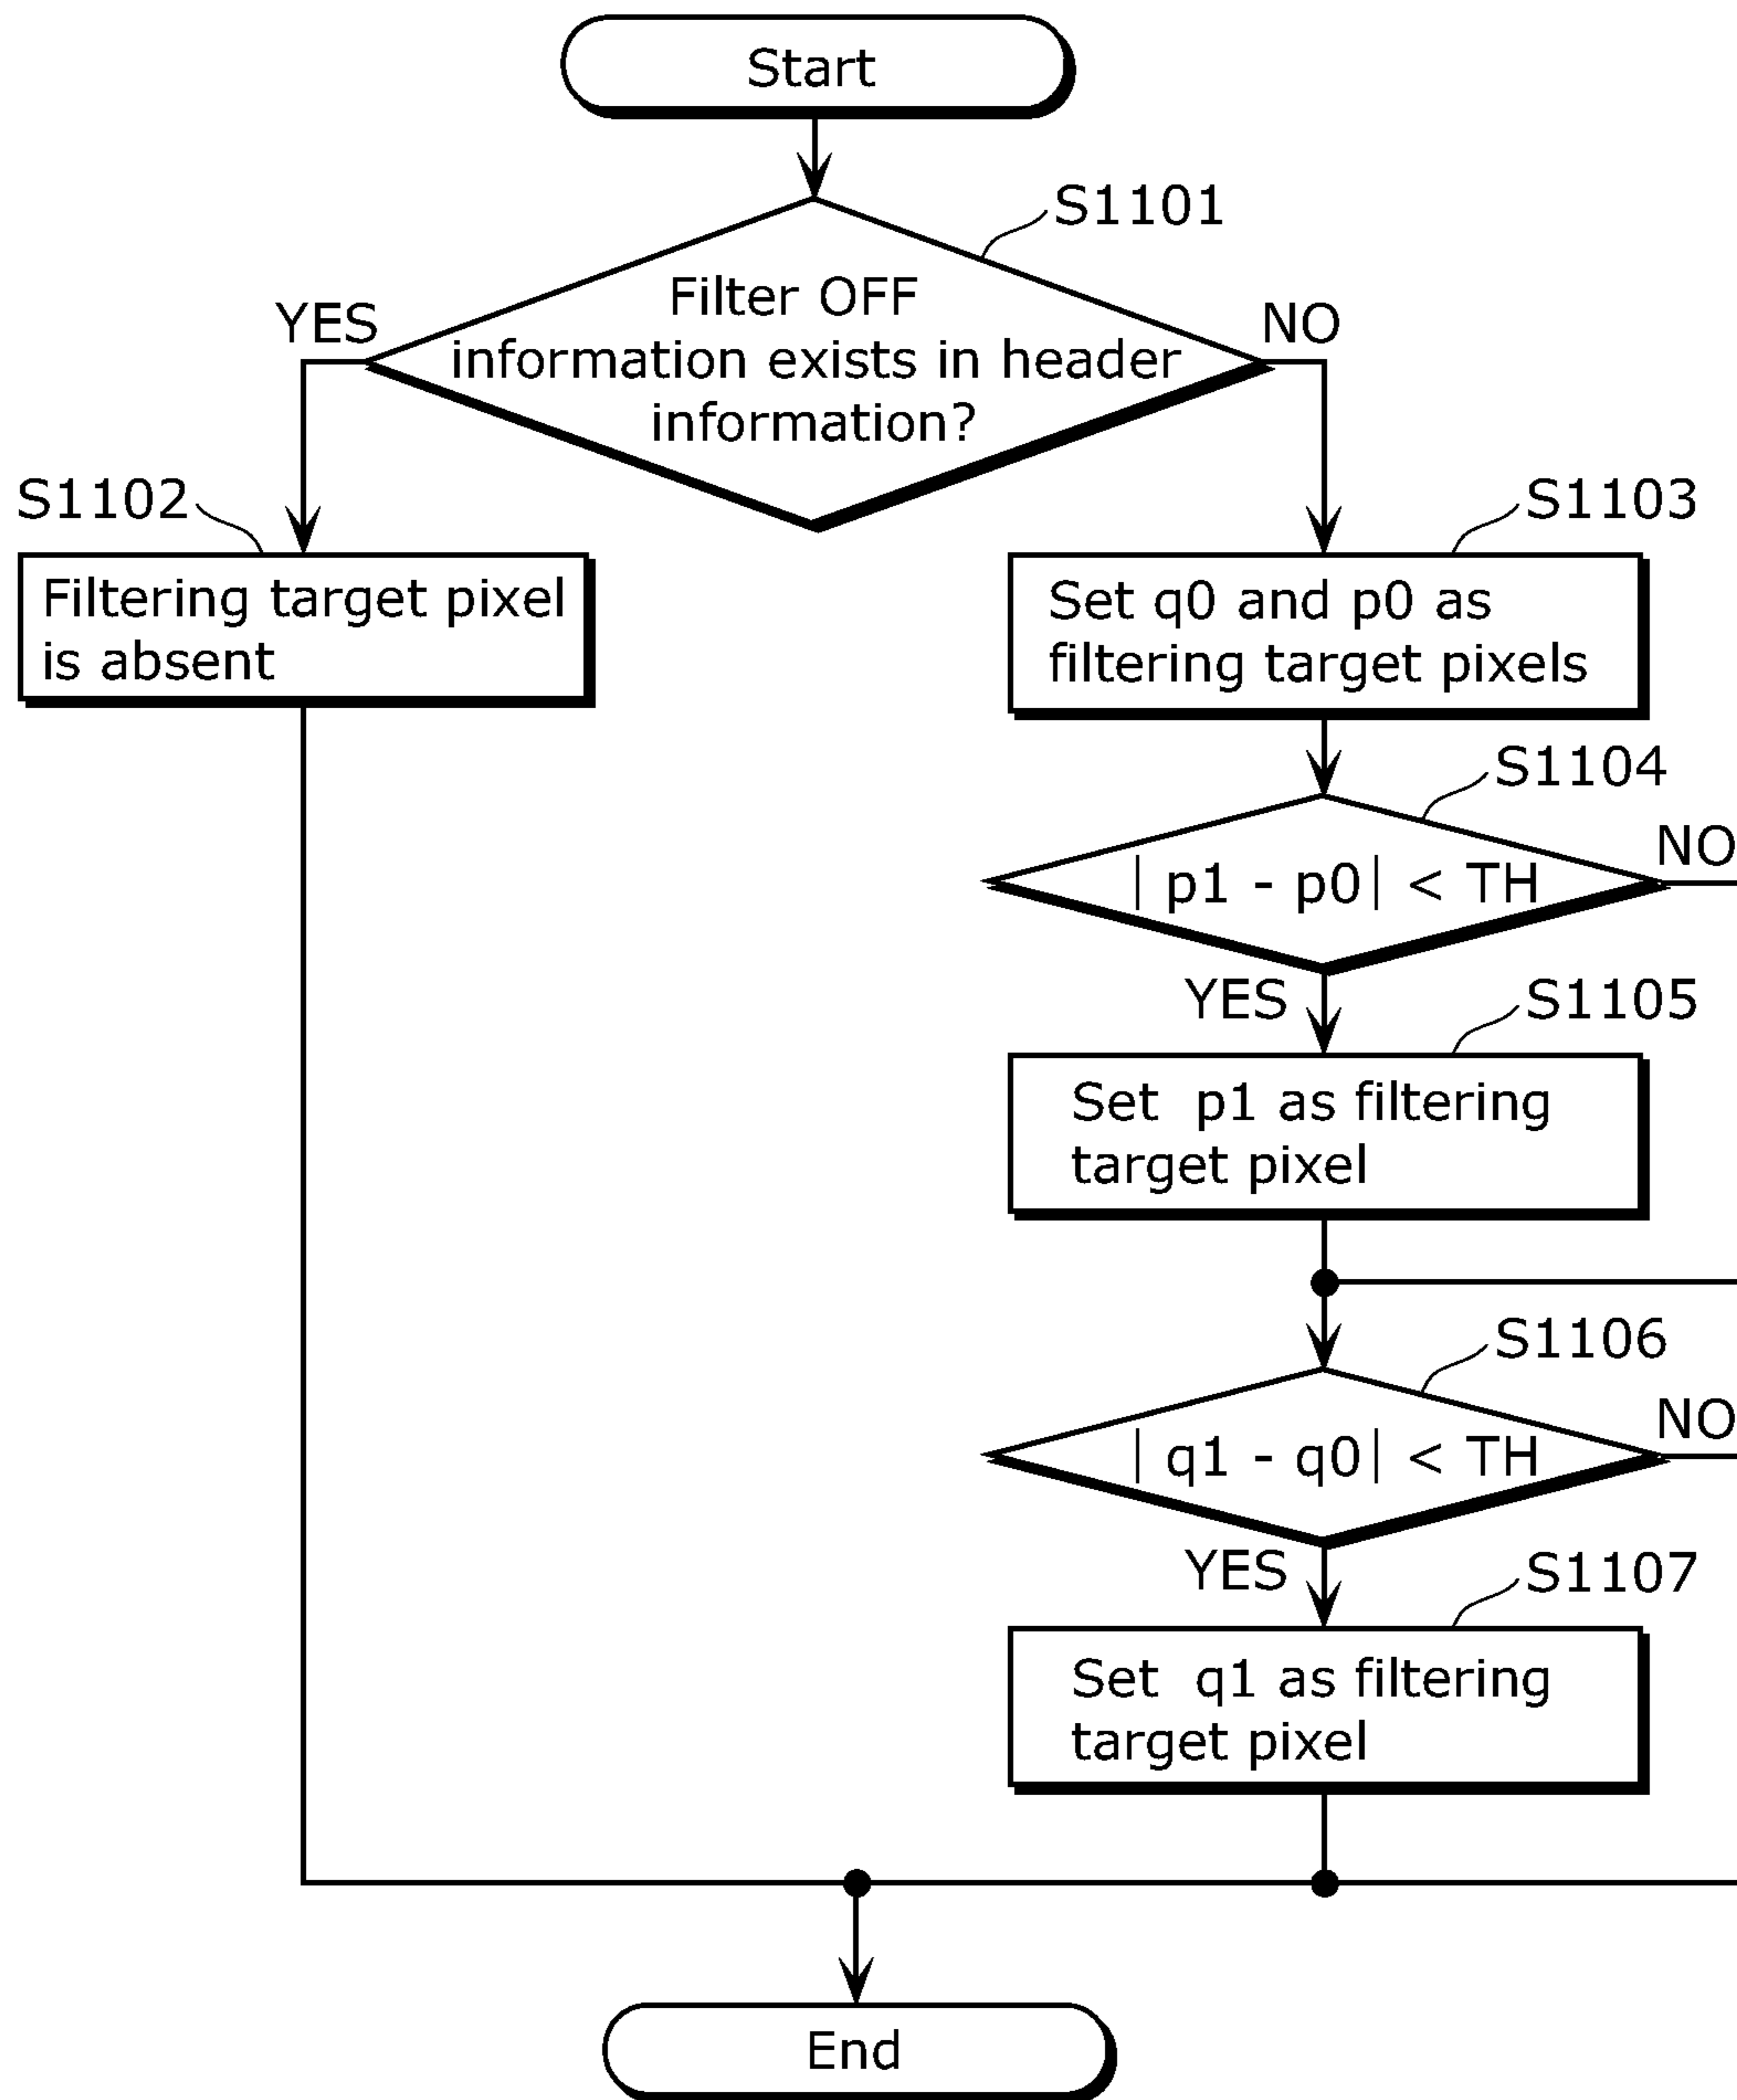 Start
S1101
Filter OFF
information exists in header
information?
YES
NO
S1102
Filtering target pixel
is absent
S1103
Set q0 and p0 as
filtering target pixels
S1104
| p1 - p0| < TH
NO
YES
S1105
Set p1 as filtering
target pixel
S1106
| q1 - q0| < TH
NO
YES
S1107
Set q1 as filtering
target pixel
End